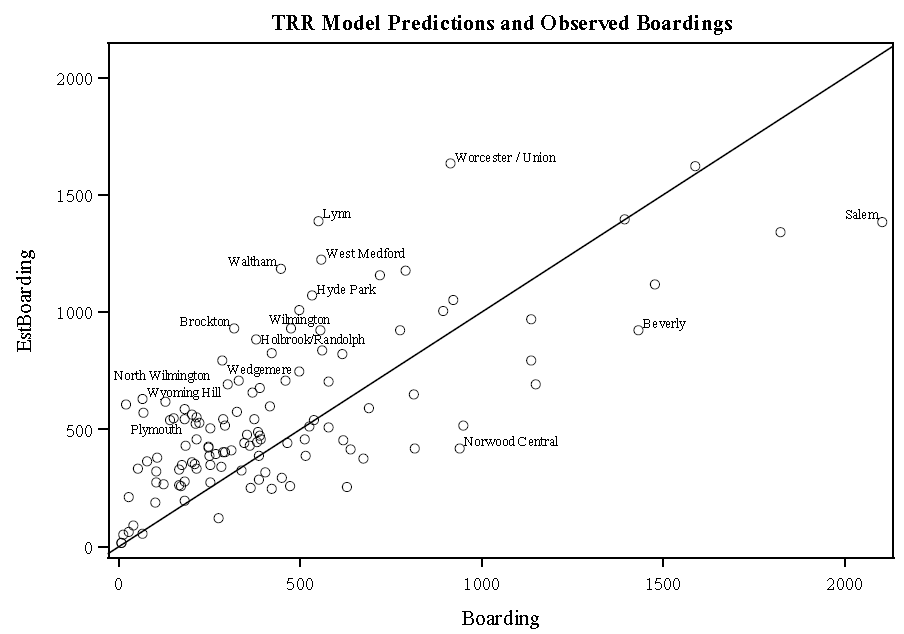 TRR Model Predictions and Observed Boardings
2000
1500
1000
500
0
EstBoarding
Worcester / Union
Lynn
Salem
West Medford
Waltham
Hyde Park
Wilmington
Brockton
Beverly
Holbrook/Randolph
Wedgemere
North Wilmington
Wyoming Hill
Plymouth
Norwood Central
0
500
1000
1500
2000
Boarding